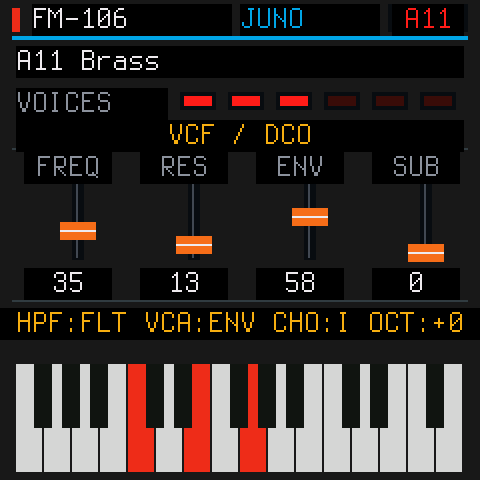 FM-106 JUNO A11
A11 Brass
VOICES
VCF / DCO
FREQ RES ENV SUB
35 13 58 0
HPF:FLT VCA:ENV CHO:I OCT:+0